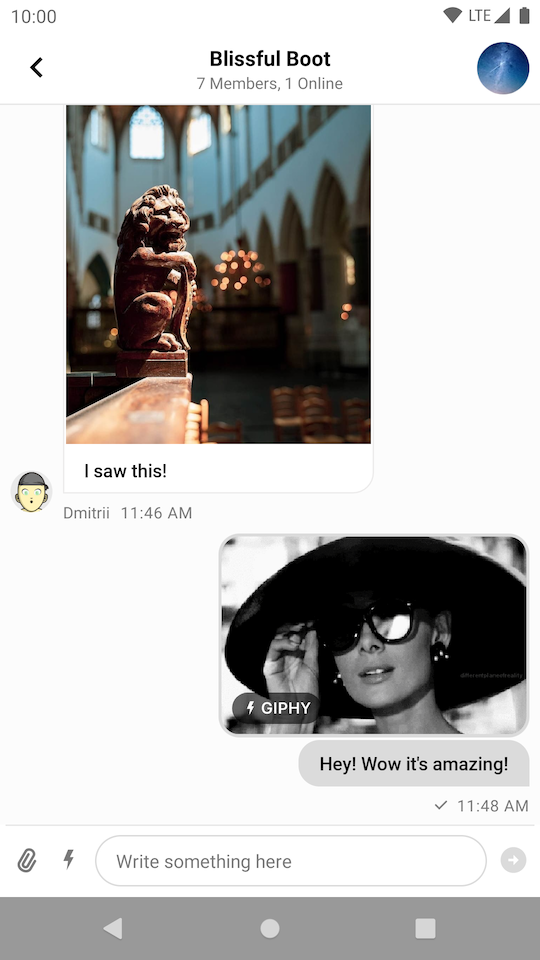 10:00
LTE
Blissful Boot
7 Members, 1 Online
I saw this!
Dmitrii 11:46 AM
GIPHY
Hey! Wow it's amazing!
11:48 AM
Write something here